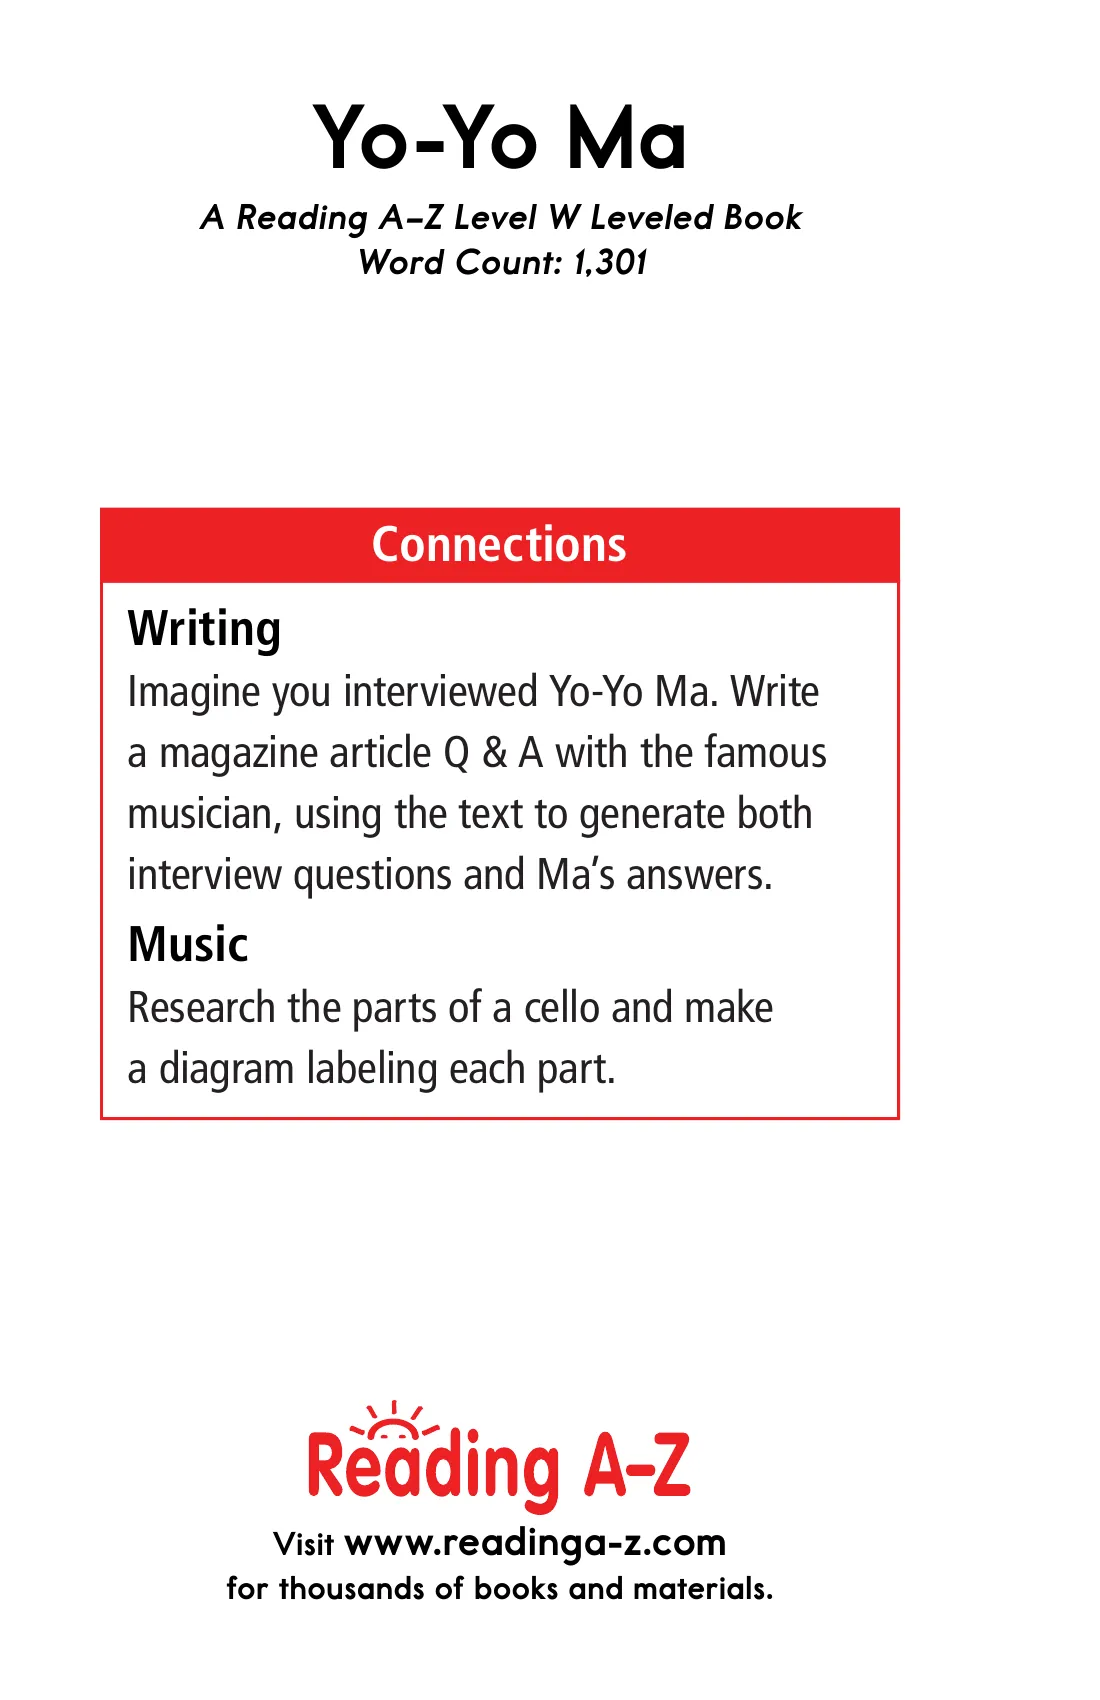 Yo-Yo Ma
A Reading A–Z Level W Leveled Book
Word Count: 1,301
Connections
Writing
Imagine you interviewed Yo-Yo Ma. Write
a magazine article Q & A with the famous
musician, using the text to generate both
interview questions and Ma’s answers.
Music
Research the parts of a cello and make
a diagram labeling each part.
Reading A–Z
Visit www.readinga-z.com
for thousands of books and materials.